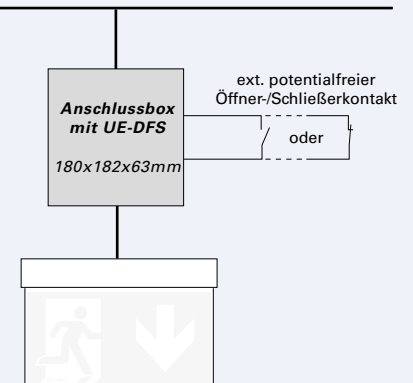 ext. potentialfreier
Öffner-/Schließerkontakt
Anschlussbox
mit UE-DFS
180x182x63mm
oder